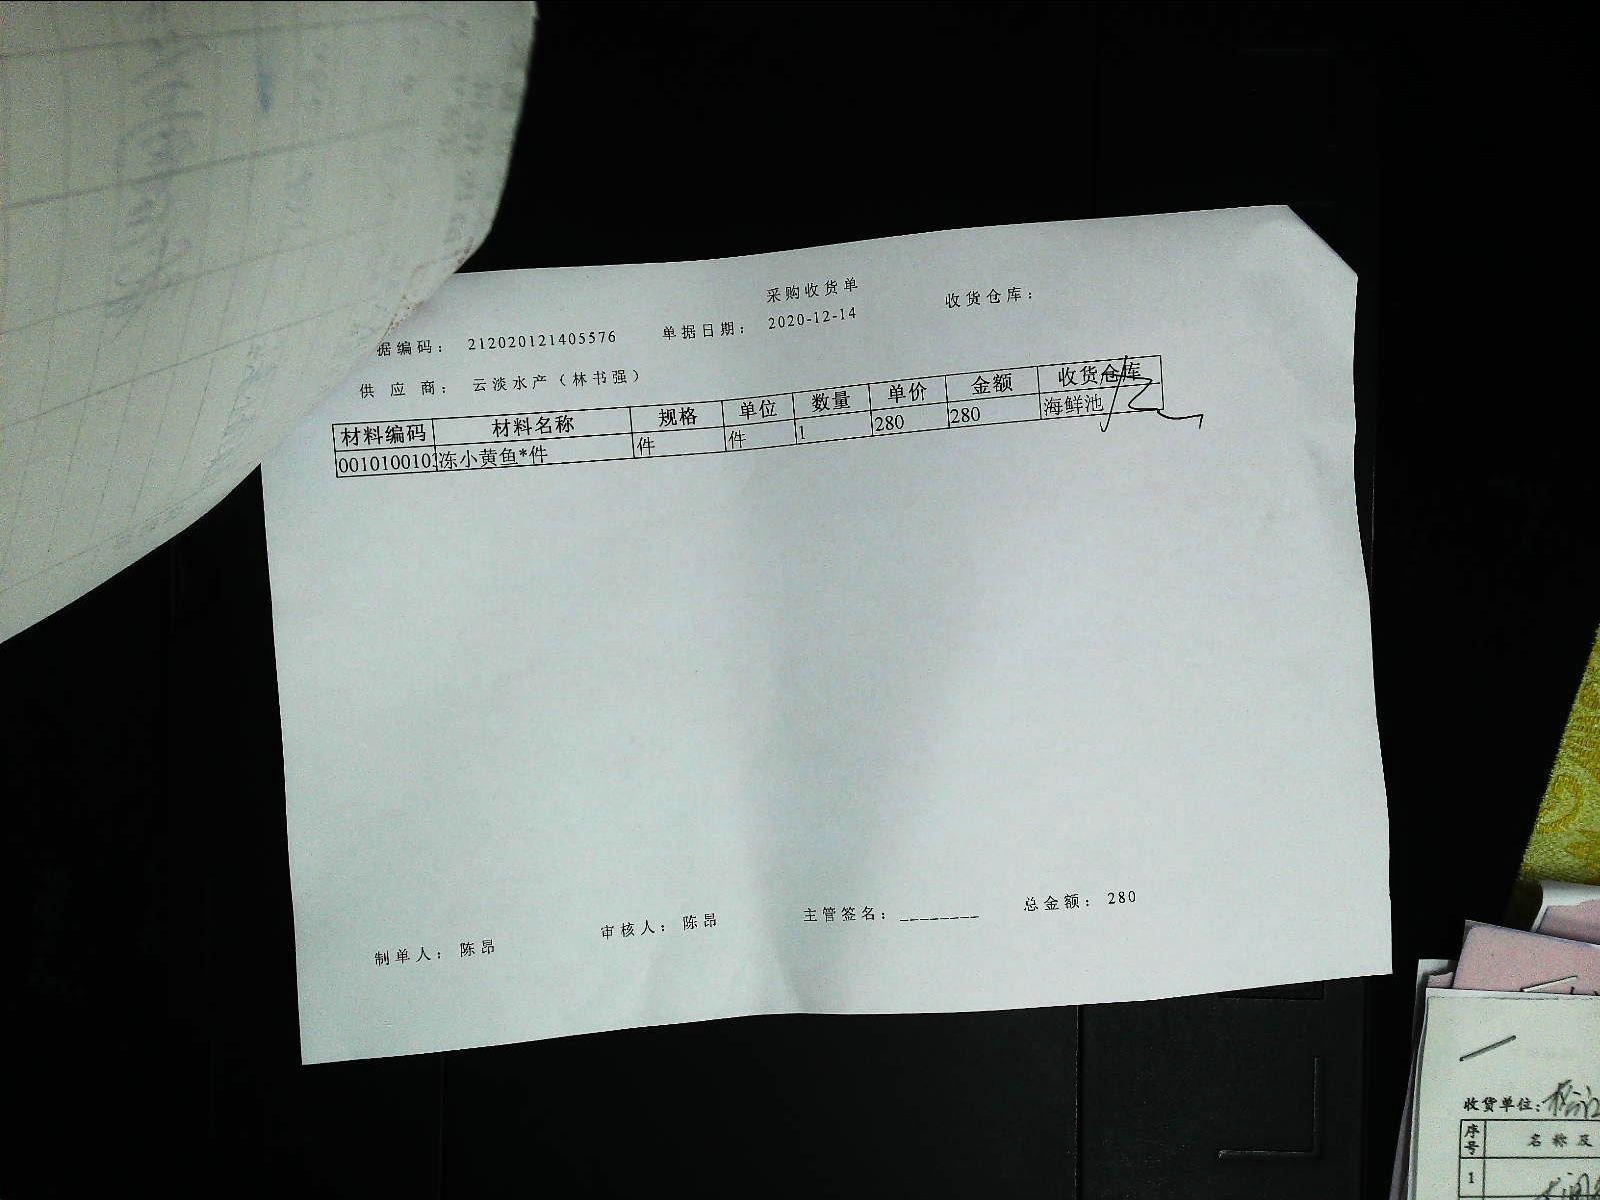 采购收货单
据编码： 212020121405576 单据日期： 2020-12-14 收货仓库：
供 应 商： 云淡水产（林书强）
材料编码 材料名称 规格 单位 数量 单价 金额 收货仓库
00101001 冻小黄鱼*件 件 件 1 280 280 海鲜池
制单人： 陈昂 审核人： 陈昂 主管签名：________ 总金额： 280
收货单位：
序号 名 称 及
1